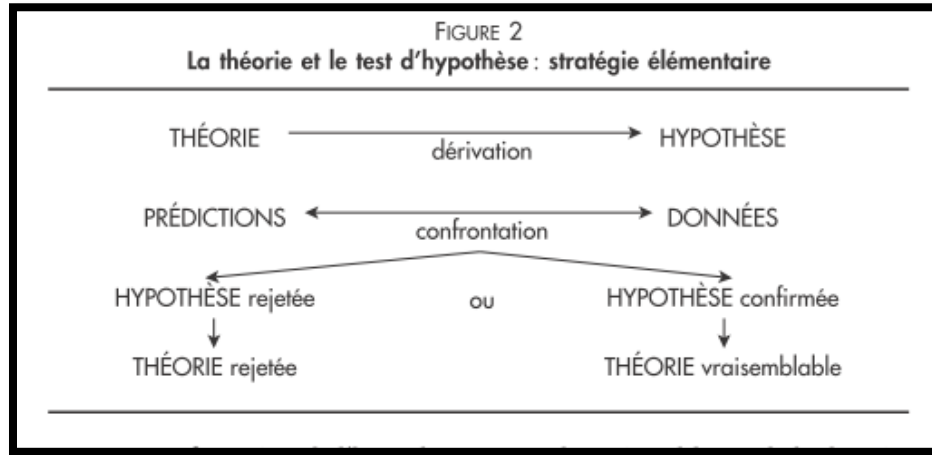 FIGURE 2
La théorie et le test d'hypothèse : stratégie élémentaire
THÉORIE dérivation HYPOTHÈSE
PRÉDICTIONS confrontation DONNÉES
HYPOTHÈSE rejetée ou HYPOTHÈSE confirmée
THÉORIE rejetée THÉORIE vraisemblable